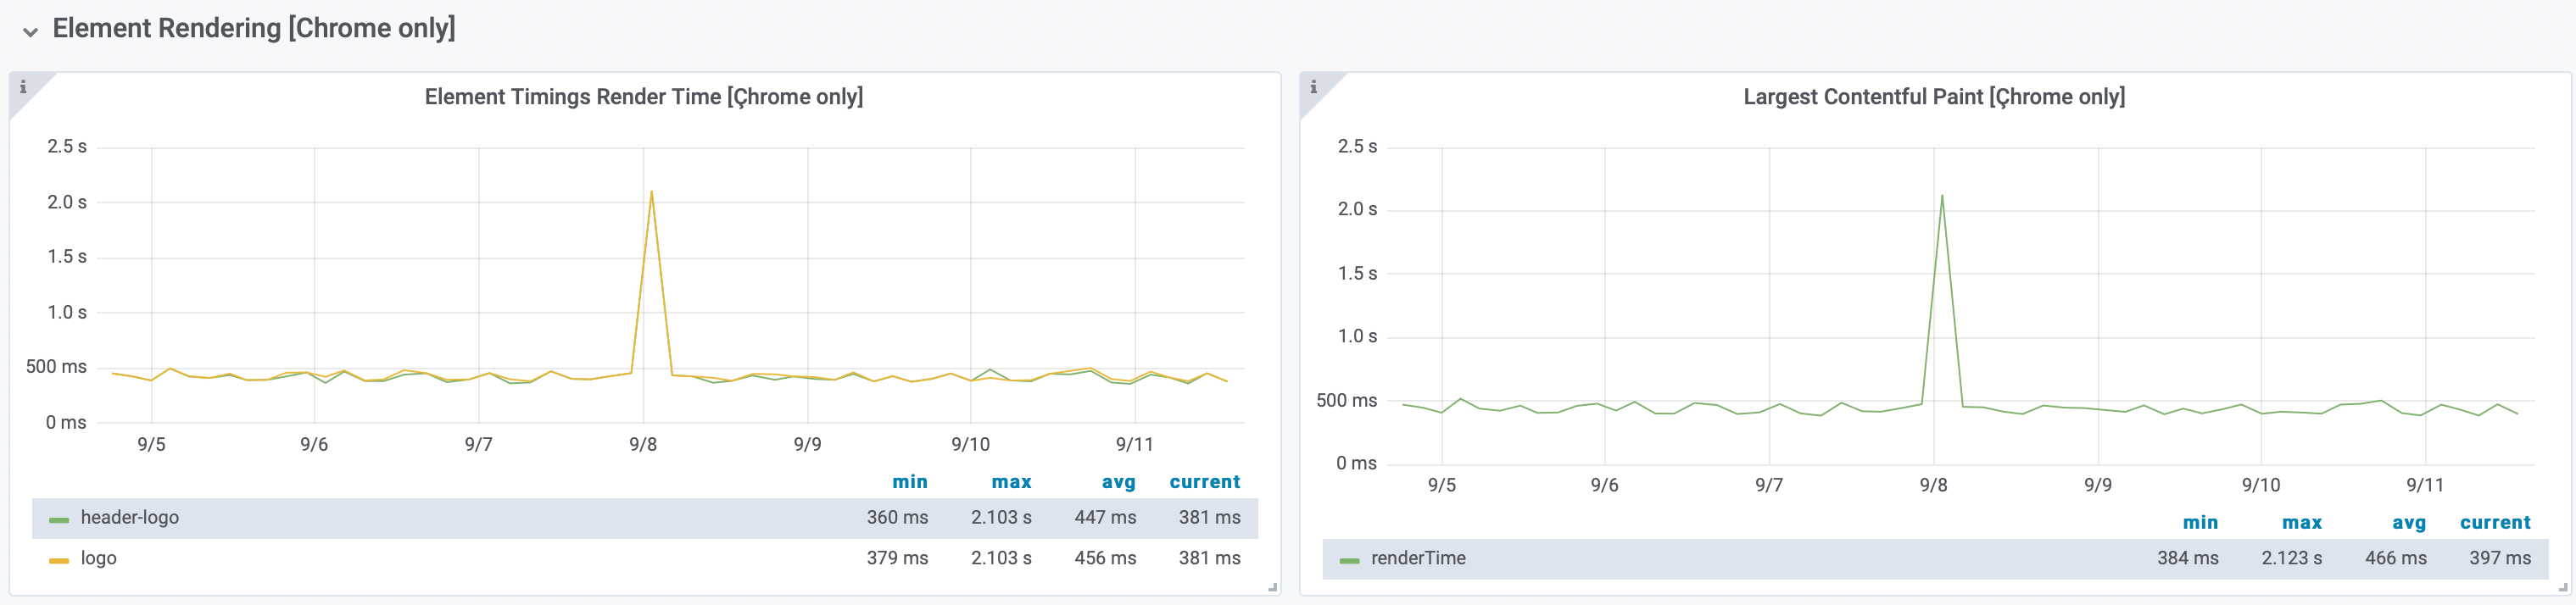 Element Rendering [Chrome only]
i
Element Timings Render Time [Çhrome only]
2.5 s
2.0 s
1.5 s
1.0 s
500 ms
0 ms
9/5 9/6 9/7 9/8 9/9 9/10 9/11
min max avg current
header-logo 360 ms 2.103 s 447 ms 381 ms
logo 379 ms 2.103 s 456 ms 381 ms
i
Largest Contentful Paint [Çhrome only]
2.5 s
2.0 s
1.5 s
1.0 s
500 ms
0 ms
9/5 9/6 9/7 9/8 9/9 9/10 9/11
min max avg current
renderTime 384 ms 2.123 s 466 ms 397 ms